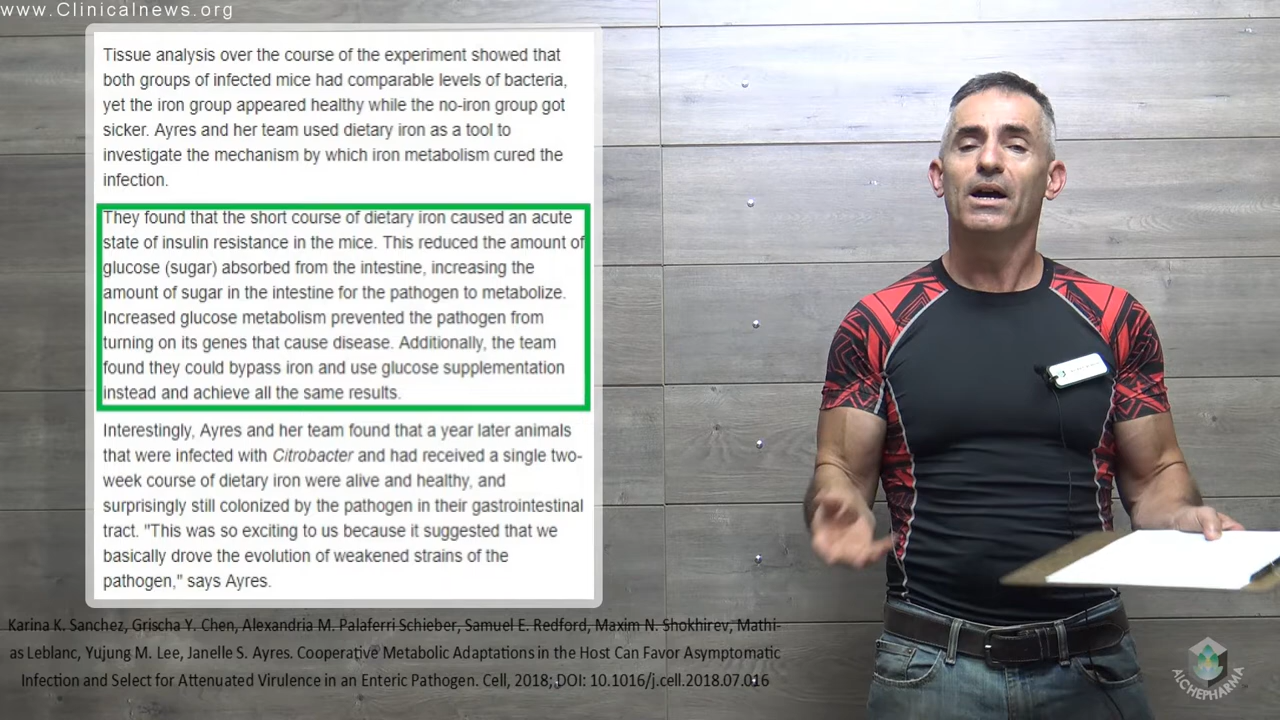 www.Clinicalnews.org
Tissue analysis over the course of the experiment showed that
both groups of infected mice had comparable levels of bacteria,
yet the iron group appeared healthy while the no-iron group got
sicker. Ayres and her team used dietary iron as a tool to
investigate the mechanism by which iron metabolism cured the
infection.
They found that the short course of dietary iron caused an acute
state of insulin resistance in the mice. This reduced the amount of
glucose (sugar) absorbed from the intestine, increasing the
amount of sugar in the intestine for the pathogen to metabolize.
Increased glucose metabolism prevented the pathogen from
turning on its genes that cause disease. Additionally, the team
found they could bypass iron and use glucose supplementation
instead and achieve all the same results.
Interestingly, Ayres and her team found that a year later animals
that were infected with Citrobacter and had received a single two-
week course of dietary iron were alive and healthy, and
surprisingly still colonized by the pathogen in their gastrointestinal
tract. "This was so exciting to us because it suggested that we
basically drove the evolution of weakened strains of the
pathogen," says Ayres.
Karina K. Sanchez, Grischa Y. Chen, Alexandria M. Palaferri Schieber, Samuel E. Redford, Maxim N. Shokhirev, Mathi-
as Leblanc, Yujung M. Lee, Janelle S. Ayres. Cooperative Metabolic Adaptations in the Host Can Favor Asymptomatic
Infection and Select for Attenuated Virulence in an Enteric Pathogen. Cell, 2018; DOI: 10.1016/j.cell.2018.07.016
ALCHEPHARMA